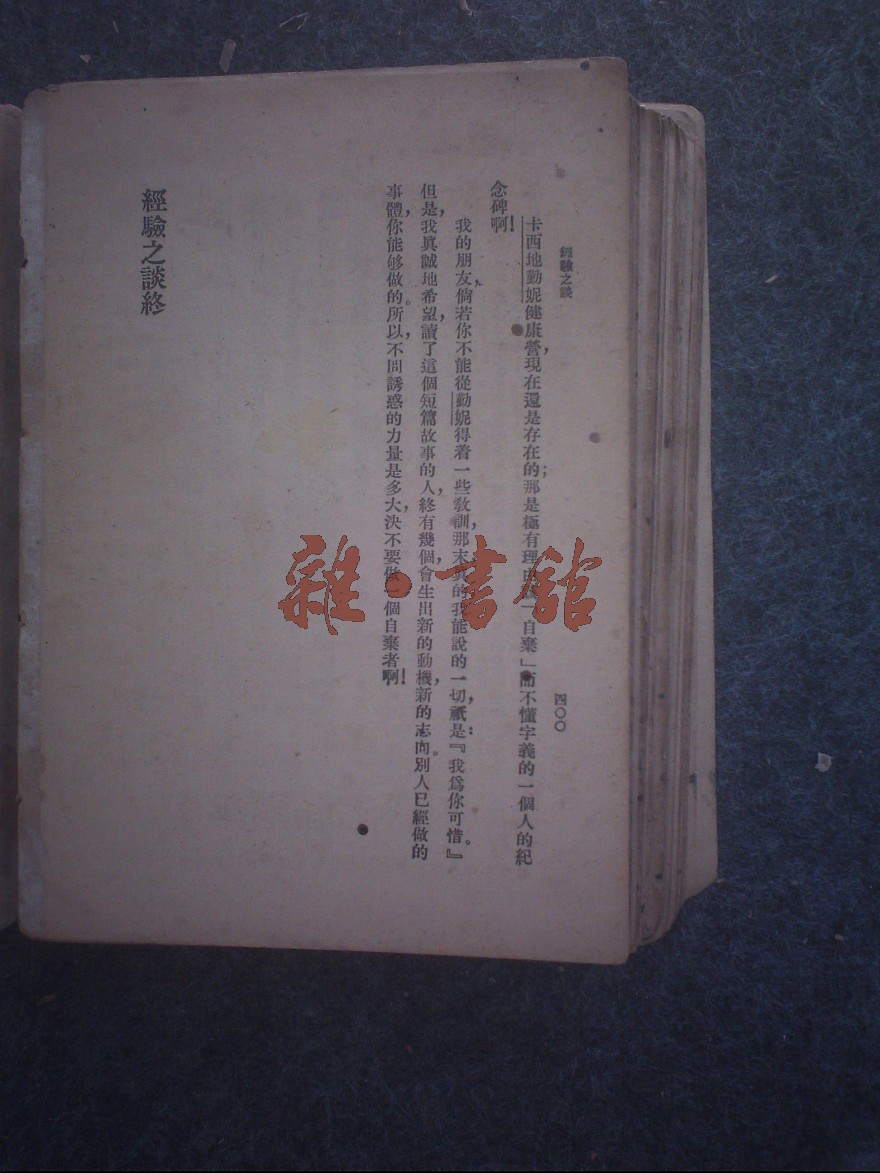 經驗之談
四〇〇
卡西地勤妮健康營，現在還是存在的；那是極有理由「自棄」而不懂字義的一個人的紀
念碑啊！
我的朋友，倘若你不能從勤妮得着一些敎訓，那末我的我能說的一切，祇是：『我爲你可惜。』
但是，我眞誠地希望，讀了這個短篇故事的人，終有幾個會生出新的動機，新的志向。別人已經做的
事體，你能够做的。所以，不問誘惑的力量是多大，決不要做一個自棄者啊！
經驗之談終
雜·書館